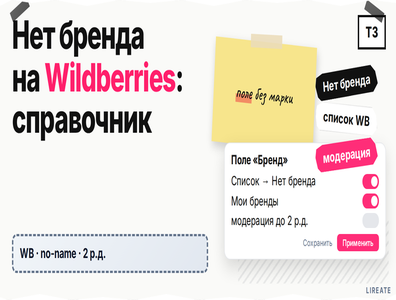 Нет бренда
на Wildberries:
справочник
WB · no-name · 2 р.д.
ТЗ
поле без марки
Нет бренда
список WB
модерация
Поле «Бренд»
Список → Нет бренда
Мои бренды
модерация до 2 р.д.
Сохранить
Применить
LIREATE